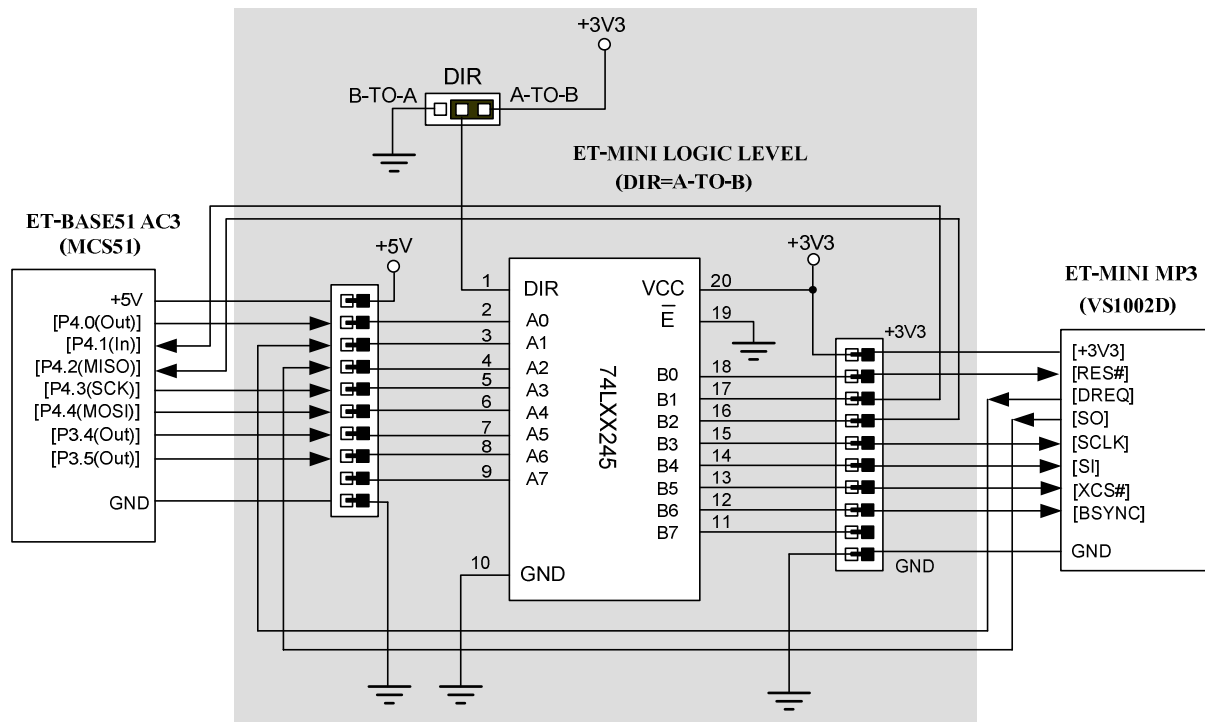 +3V3
DIR
B-TO-A
A-TO-B
ET-MINI LOGIC LEVEL
(DIR=A-TO-B)
ET-BASE51 AC3
(MCS51)
+5V
[P4.0(Out)]
[P4.1(In)]
[P4.2(MISO)]
[P4.3(SCK)]
[P4.4(MOSI)]
[P3.4(Out)]
[P3.5(Out)]
GND
+5V
1
2
3
4
5
6
7
8
9
10
DIR
A0
A1
A2
A3
A4
A5
A6
A7
GND
74LXX245
VCC
E̅
B0
B1
B2
B3
B4
B5
B6
B7
20
19
18
17
16
15
14
13
12
11
+3V3
+3V3
GND
ET-MINI MP3
(VS1002D)
[+3V3]
[RES#]
[DREQ]
[SO]
[SCLK]
[SI]
[XCS#]
[BSYNC]
GND